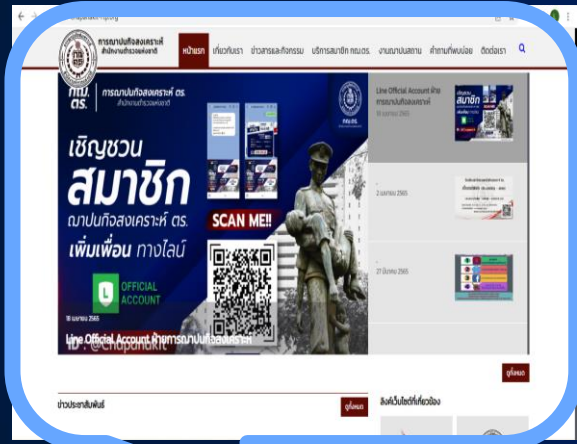 การฌาปนกิจสงเคราะห์
สำนักงานตำรวจแห่งชาติ
หน้าแรก เกี่ยวกับเรา ข่าวสารและกิจกรรม บริการสมาชิก กฌ.ตร. งานฌาปนสถาน คำถามที่พบบ่อย ติดต่อเรา
กฌ.
ตร.
การฌาปนกิจสงเคราะห์ ตร.
สำนักงานตำรวจแห่งชาติ
เชิญชวน
สมาชิก
ฌาปนกิจสงเคราะห์ ตร.
เพิ่มเพื่อน ทางไลน์
SCAN ME!!
OFFICIAL
ACCOUNT
18 เมษายน 2565
Line Official Account ฝ่ายการฌาปนกิจสงเคราะห์
ID : @Chapanakit
กฌ.ตร.
Line Official Account ฝ่าย
การฌาปนกิจสงเคราะห์
18 เมษายน 2565
สมาชิก
.
2 เมษายน 2565
.
27 มีนาคม 2565
ดูทั้งหมด
ข่าวประชาสัมพันธ์
ดูทั้งหมด
ลิงค์เว็บไซต์ที่เกี่ยวข้อง